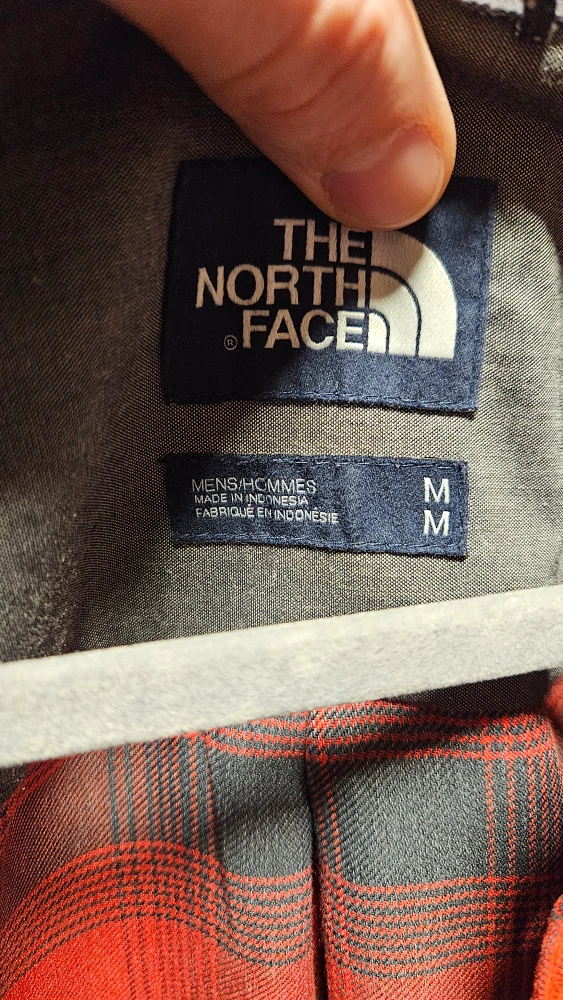 THE
NORTH
® FACE
MENS/HOMMES M
MADE IN INDONESIA
FABRIQUÉ EN INDONÉSIE M